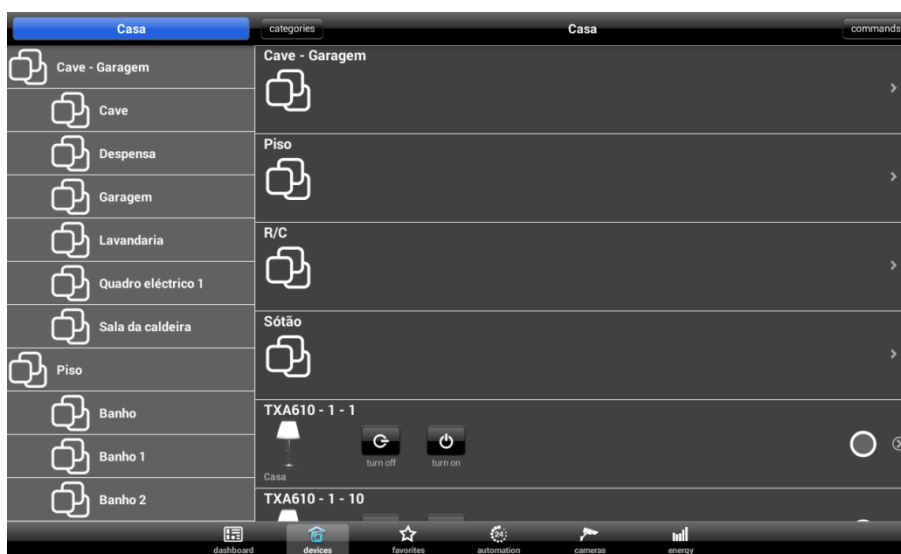 Casa
categories
Casa
commands
Cave - Garagem
Cave
Despensa
Garagem
Lavandaria
Quadro eléctrico 1
Sala da caldeira
Piso
Banho
Banho 1
Banho 2
Cave - Garagem
Piso
R/C
Sótão
TXA610 - 1 - 1
turn off turn on
Casa
TXA610 - 1 - 10
dashboard devices favorites 24 automation cameras energy